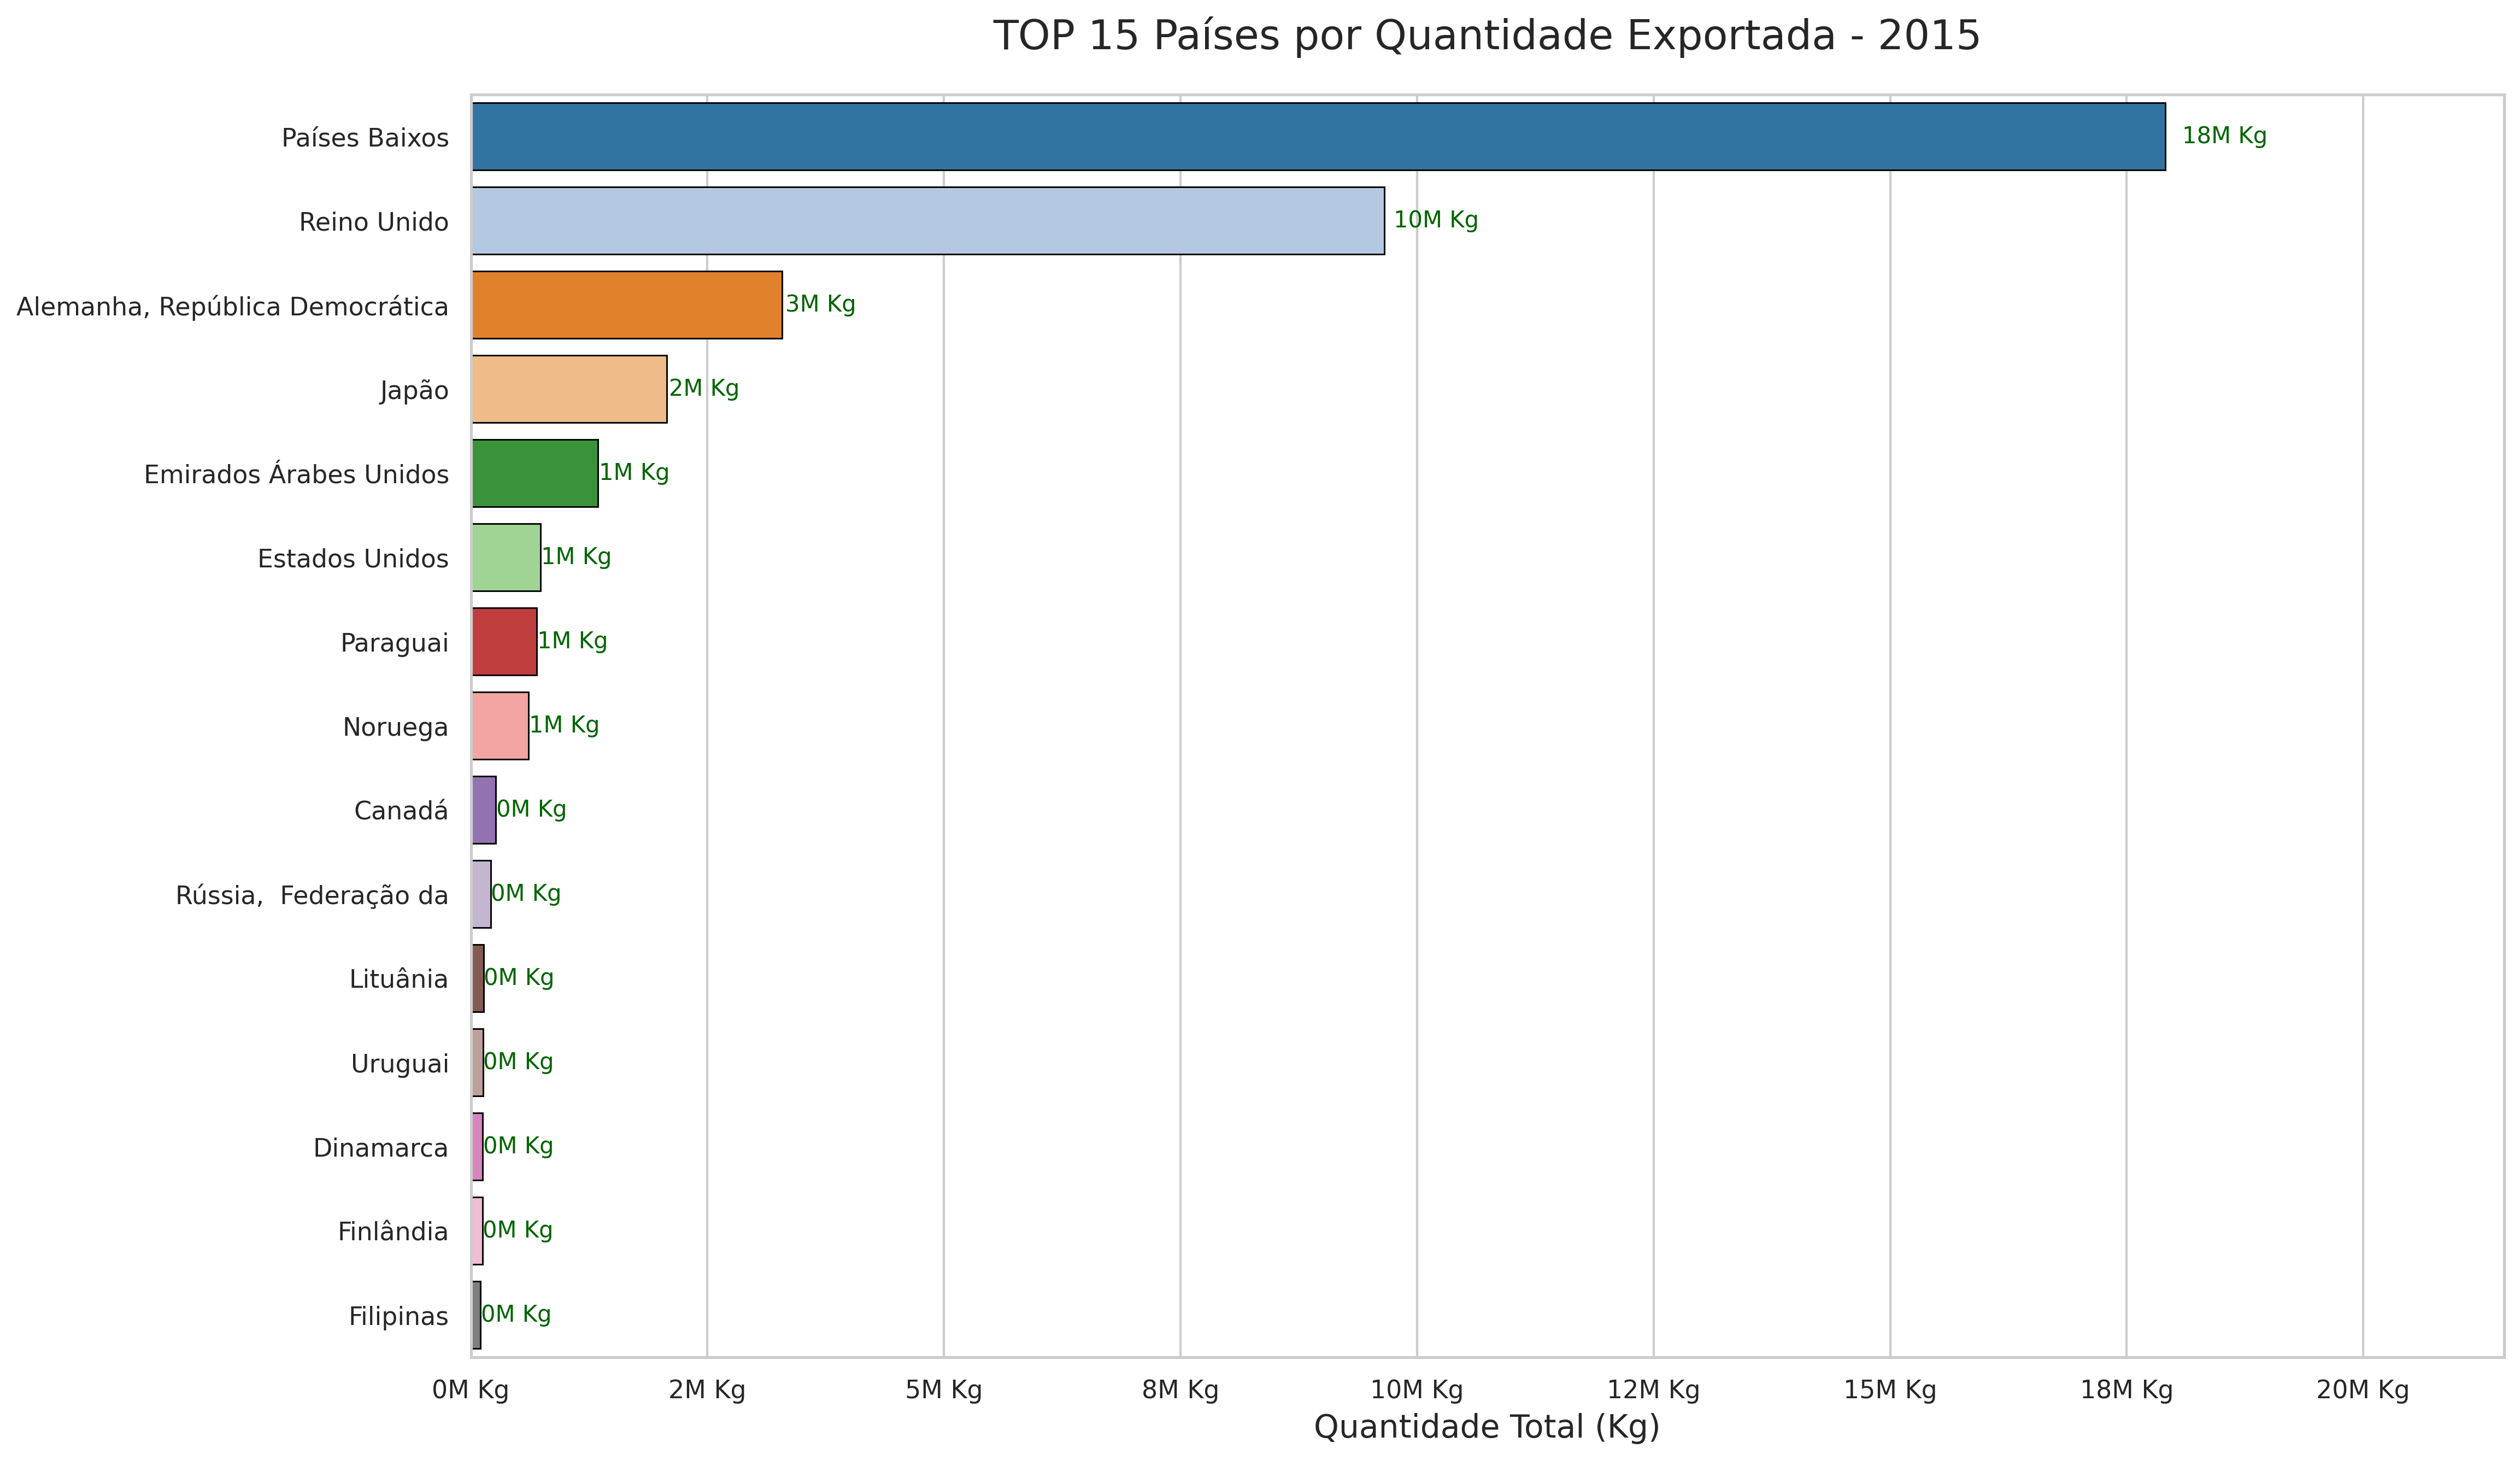 TOP 15 Países por Quantidade Exportada - 2015
Países Baixos
18M Kg
Reino Unido
10M Kg
Alemanha, República Democrática
3M Kg
Japão
2M Kg
Emirados Árabes Unidos
1M Kg
Estados Unidos
1M Kg
Paraguai
1M Kg
Noruega
1M Kg
Canadá
0M Kg
Rússia,  Federação da
0M Kg
Lituânia
0M Kg
Uruguai
0M Kg
Dinamarca
0M Kg
Finlândia
0M Kg
Filipinas
0M Kg
0M Kg 2M Kg 5M Kg 8M Kg 10M Kg 12M Kg 15M Kg 18M Kg 20M Kg
Quantidade Total (Kg)